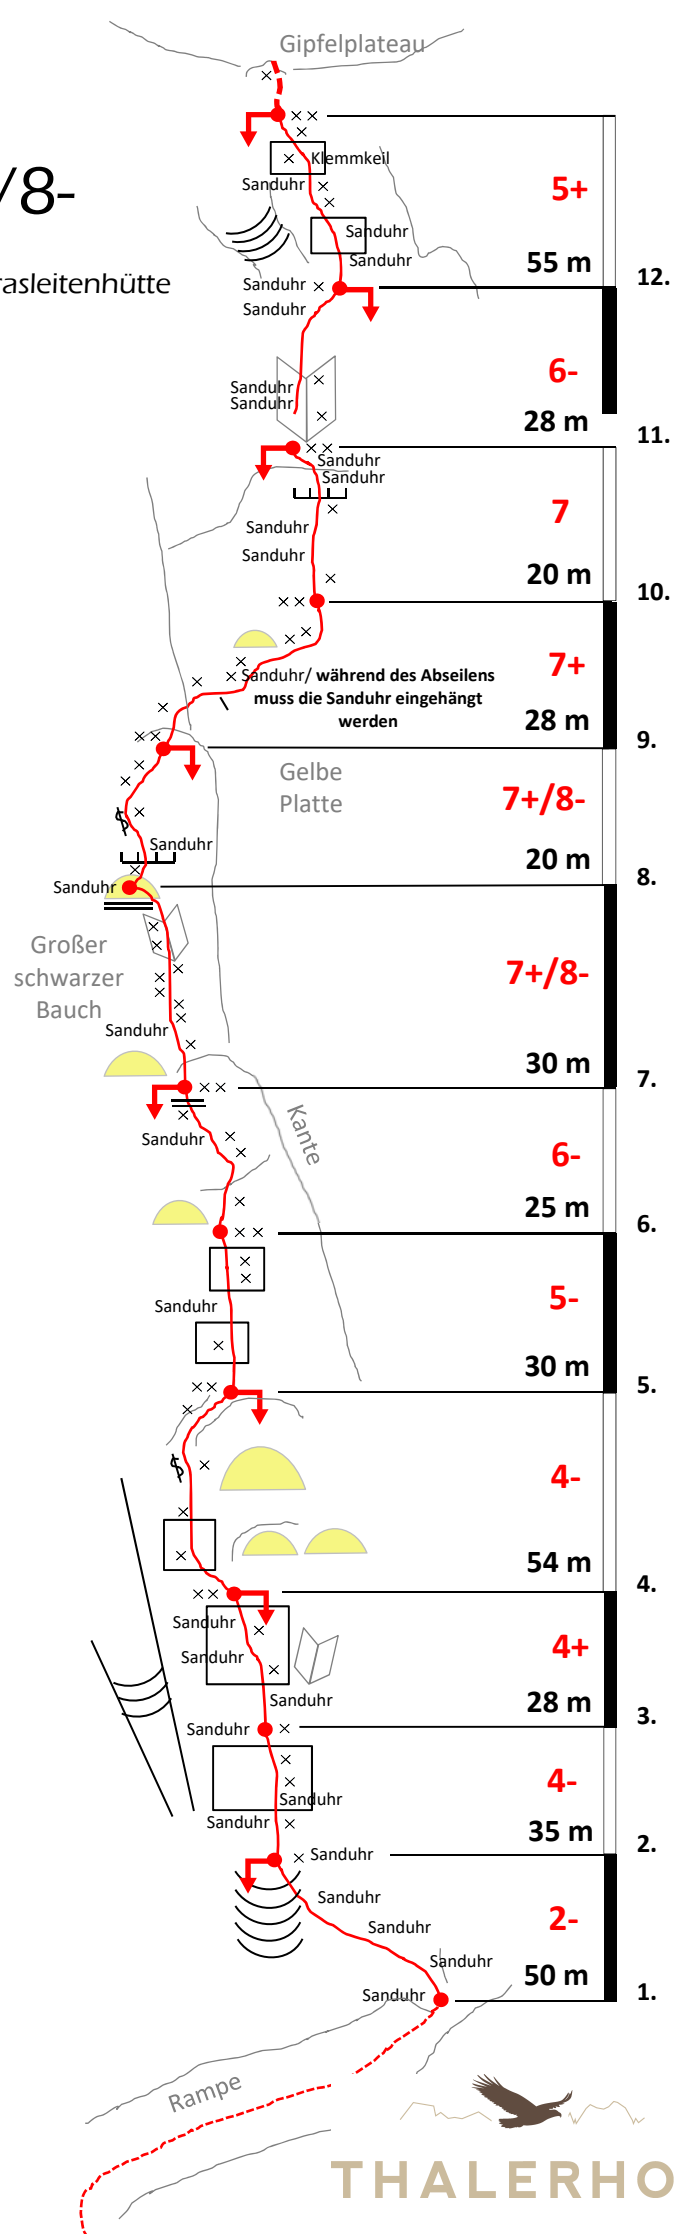 Gipfelplateau
/8-
Klemmkeil
Sanduhr
5+
Sanduhr
Sanduhr
55 m
12.
rasleitenhütte
Sanduhr
Sanduhr
6-
Sanduhr
Sanduhr
28 m
11.
Sanduhr
Sanduhr
7
Sanduhr
Sanduhr
20 m
10.
7+
Sanduhr/ während des Abseilens
muss die Sanduhr eingehängt
werden
28 m
9.
Gelbe
Platte
7+/8-
Sanduhr
20 m
8.
Sanduhr
Großer
schwarzer
Bauch
7+/8-
Sanduhr
30 m
7.
Kante
Sanduhr
6-
25 m
6.
5-
Sanduhr
30 m
5.
4-
54 m
4.
Sanduhr
4+
Sanduhr
Sanduhr
28 m
3.
Sanduhr
4-
Sanduhr
Sanduhr
35 m
2.
Sanduhr
Sanduhr
2-
Sanduhr
Sanduhr
50 m
1.
Sanduhr
Rampe
THALERHO